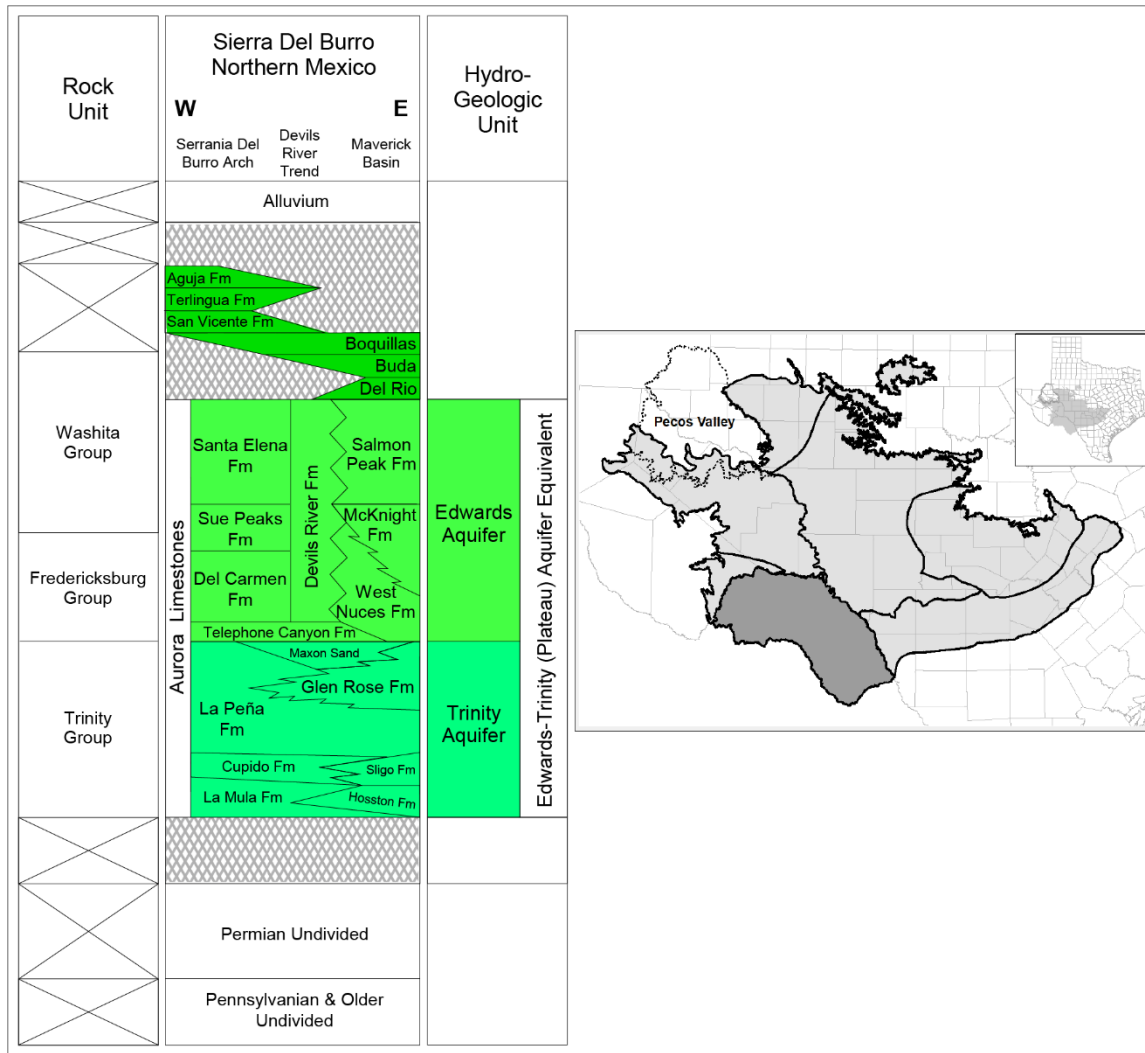 Rock
Unit
Sierra Del Burro
Northern Mexico
W
E
Serrania Del
Burro Arch
Devils
River
Trend
Maverick
Basin
Hydro-
Geologic
Unit
Alluvium
Aguja Fm
Terlingua Fm
San Vicente Fm
Boquillas
Buda
Del Rio
Washita
Group
Fredericksburg
Group
Trinity
Group
Aurora Limestones
Santa Elena
Fm
Sue Peaks
Fm
Del Carmen
Fm
Devils River Fm
Salmon
Peak Fm
McKnight
Fm
West
Nuces Fm
Telephone Canyon Fm
Maxon Sand
Glen Rose Fm
La Peña
Fm
Cupido Fm
Sligo Fm
La Mula Fm
Hosston Fm
Edwards
Aquifer
Trinity
Aquifer
Edwards-Trinity (Plateau) Aquifer Equivalent
Permian Undivided
Pennsylvanian & Older
Undivided
Pecos Valley